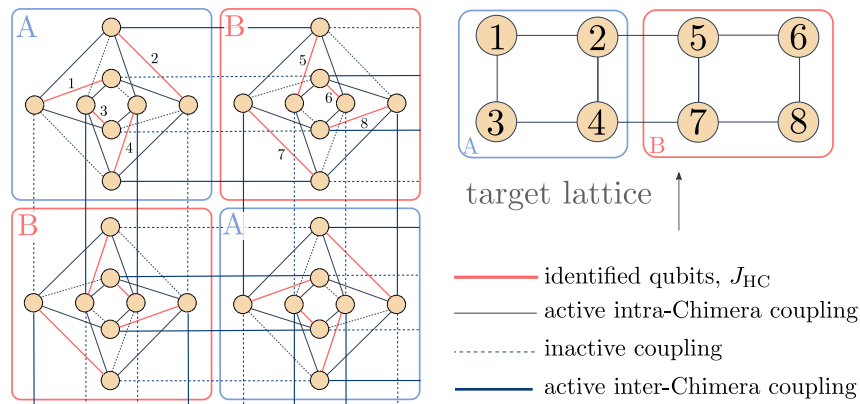 A
1
2
3
4
B
5
6
7
8
B
A
1 2 5 6
3 4 7 8
A
B
target lattice
identified qubits, J_HC
active intra-Chimera coupling
inactive coupling
active inter-Chimera coupling